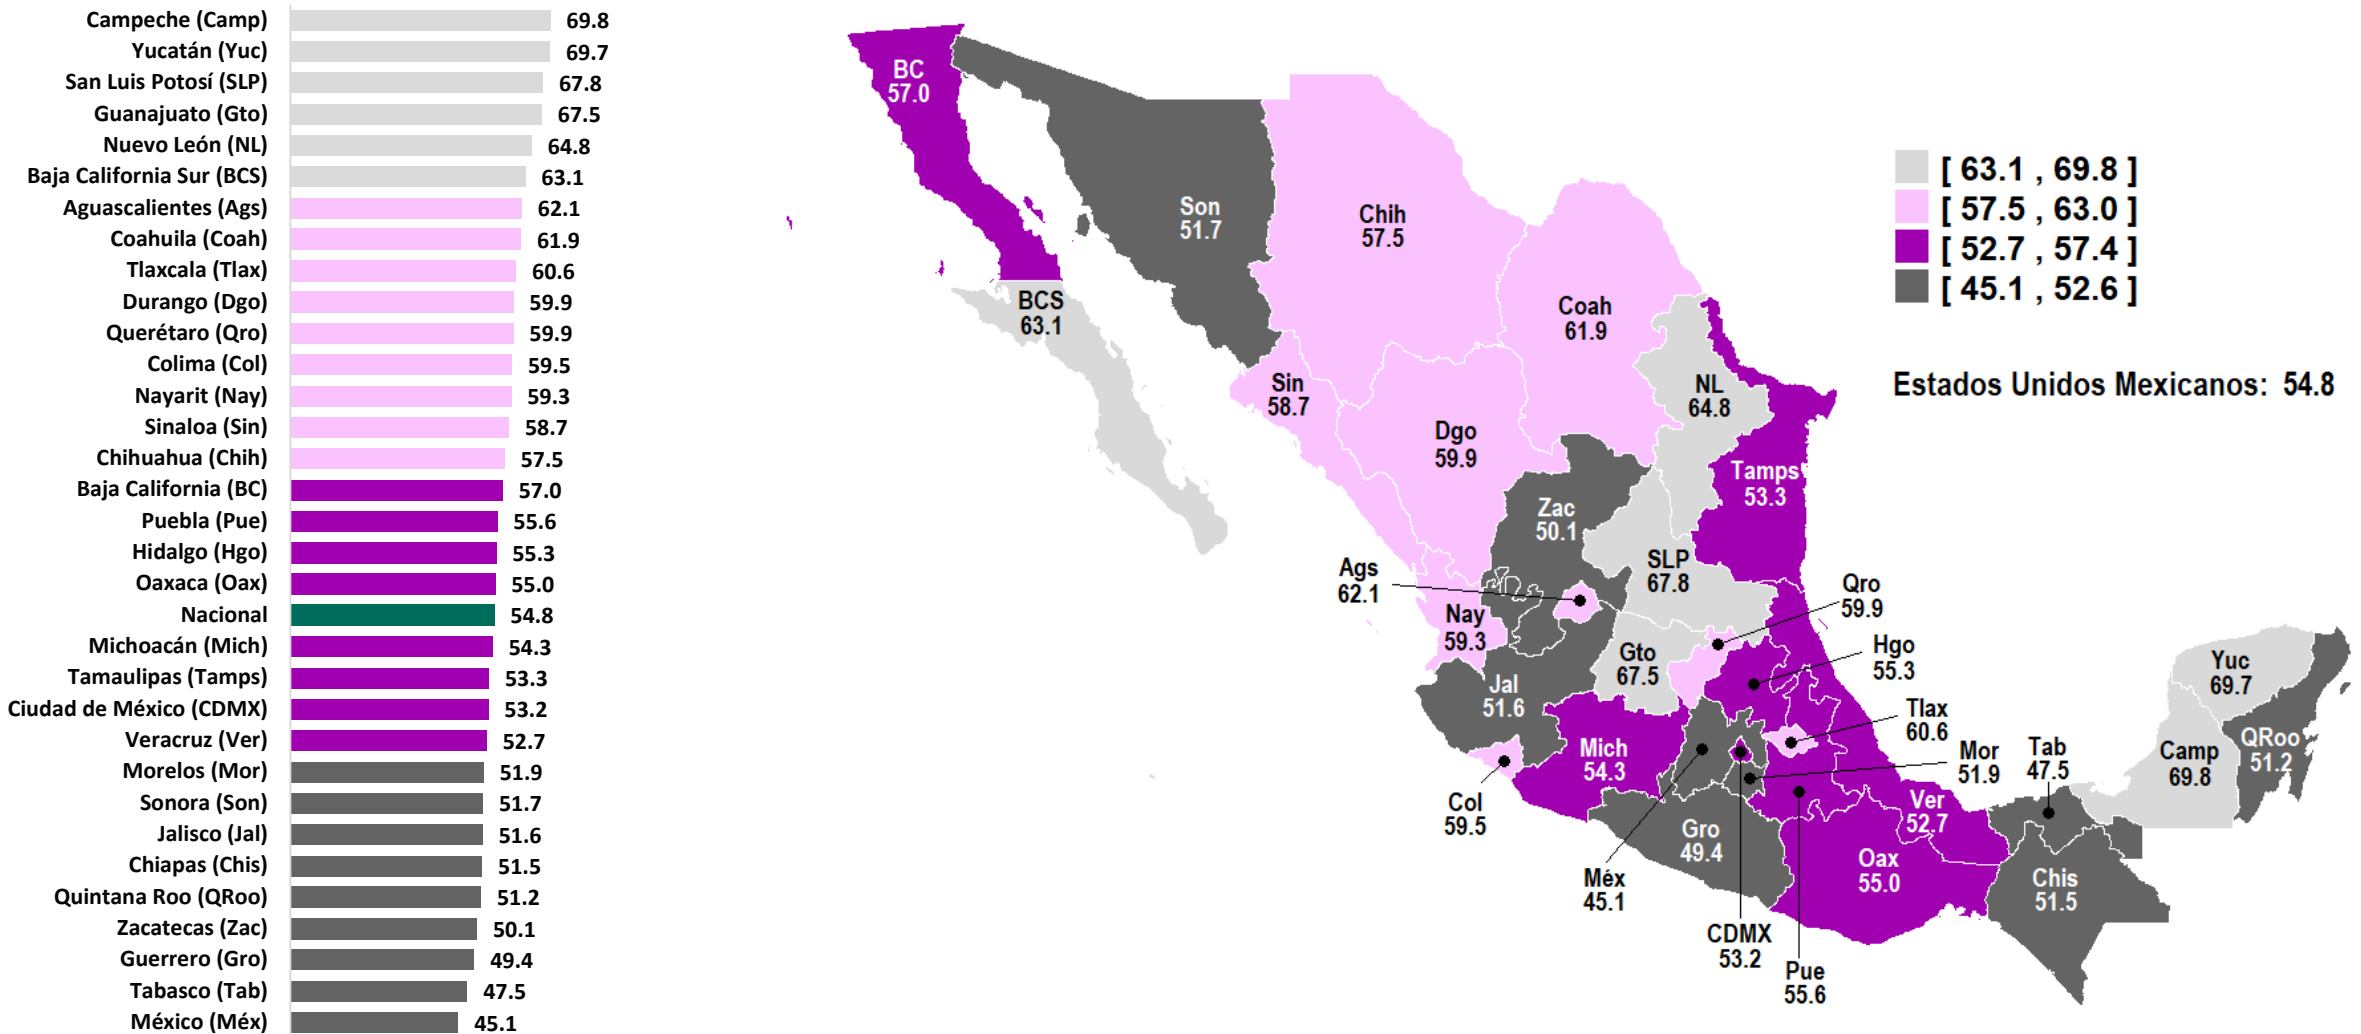 Campeche (Camp) 69.8
Yucatán (Yuc) 69.7
San Luis Potosí (SLP) 67.8
Guanajuato (Gto) 67.5
Nuevo León (NL) 64.8
Baja California Sur (BCS) 63.1
Aguascalientes (Ags) 62.1
Coahuila (Coah) 61.9
Tlaxcala (Tlax) 60.6
Durango (Dgo) 59.9
Querétaro (Qro) 59.9
Colima (Col) 59.5
Nayarit (Nay) 59.3
Sinaloa (Sin) 58.7
Chihuahua (Chih) 57.5
Baja California (BC) 57.0
Puebla (Pue) 55.6
Hidalgo (Hgo) 55.3
Oaxaca (Oax) 55.0
Nacional 54.8
Michoacán (Mich) 54.3
Tamaulipas (Tamps) 53.3
Ciudad de México (CDMX) 53.2
Veracruz (Ver) 52.7
Morelos (Mor) 51.9
Sonora (Son) 51.7
Jalisco (Jal) 51.6
Chiapas (Chis) 51.5
Quintana Roo (QRoo) 51.2
Zacatecas (Zac) 50.1
Guerrero (Gro) 49.4
Tabasco (Tab) 47.5
México (Méx) 45.1
BC
57.0
Son
51.7
Chih
57.5
BCS
63.1
Coah
61.9
Sin
58.7
NL
64.8
Dgo
59.9
Tamps
53.3
Zac
50.1
SLP
67.8
Ags
62.1
Qro
59.9
Nay
59.3
Gto
67.5
Hgo
55.3
Yuc
69.7
Jal
51.6
Tlax
60.6
Mich
54.3
Mor
51.9
Tab
47.5
Camp
69.8
QRoo
51.2
Col
59.5
Ver
52.7
Gro
49.4
Oax
55.0
Méx
45.1
Chis
51.5
CDMX
53.2
Pue
55.6
[ 63.1 , 69.8 ]
[ 57.5 , 63.0 ]
[ 52.7 , 57.4 ]
[ 45.1 , 52.6 ]
Estados Unidos Mexicanos: 54.8